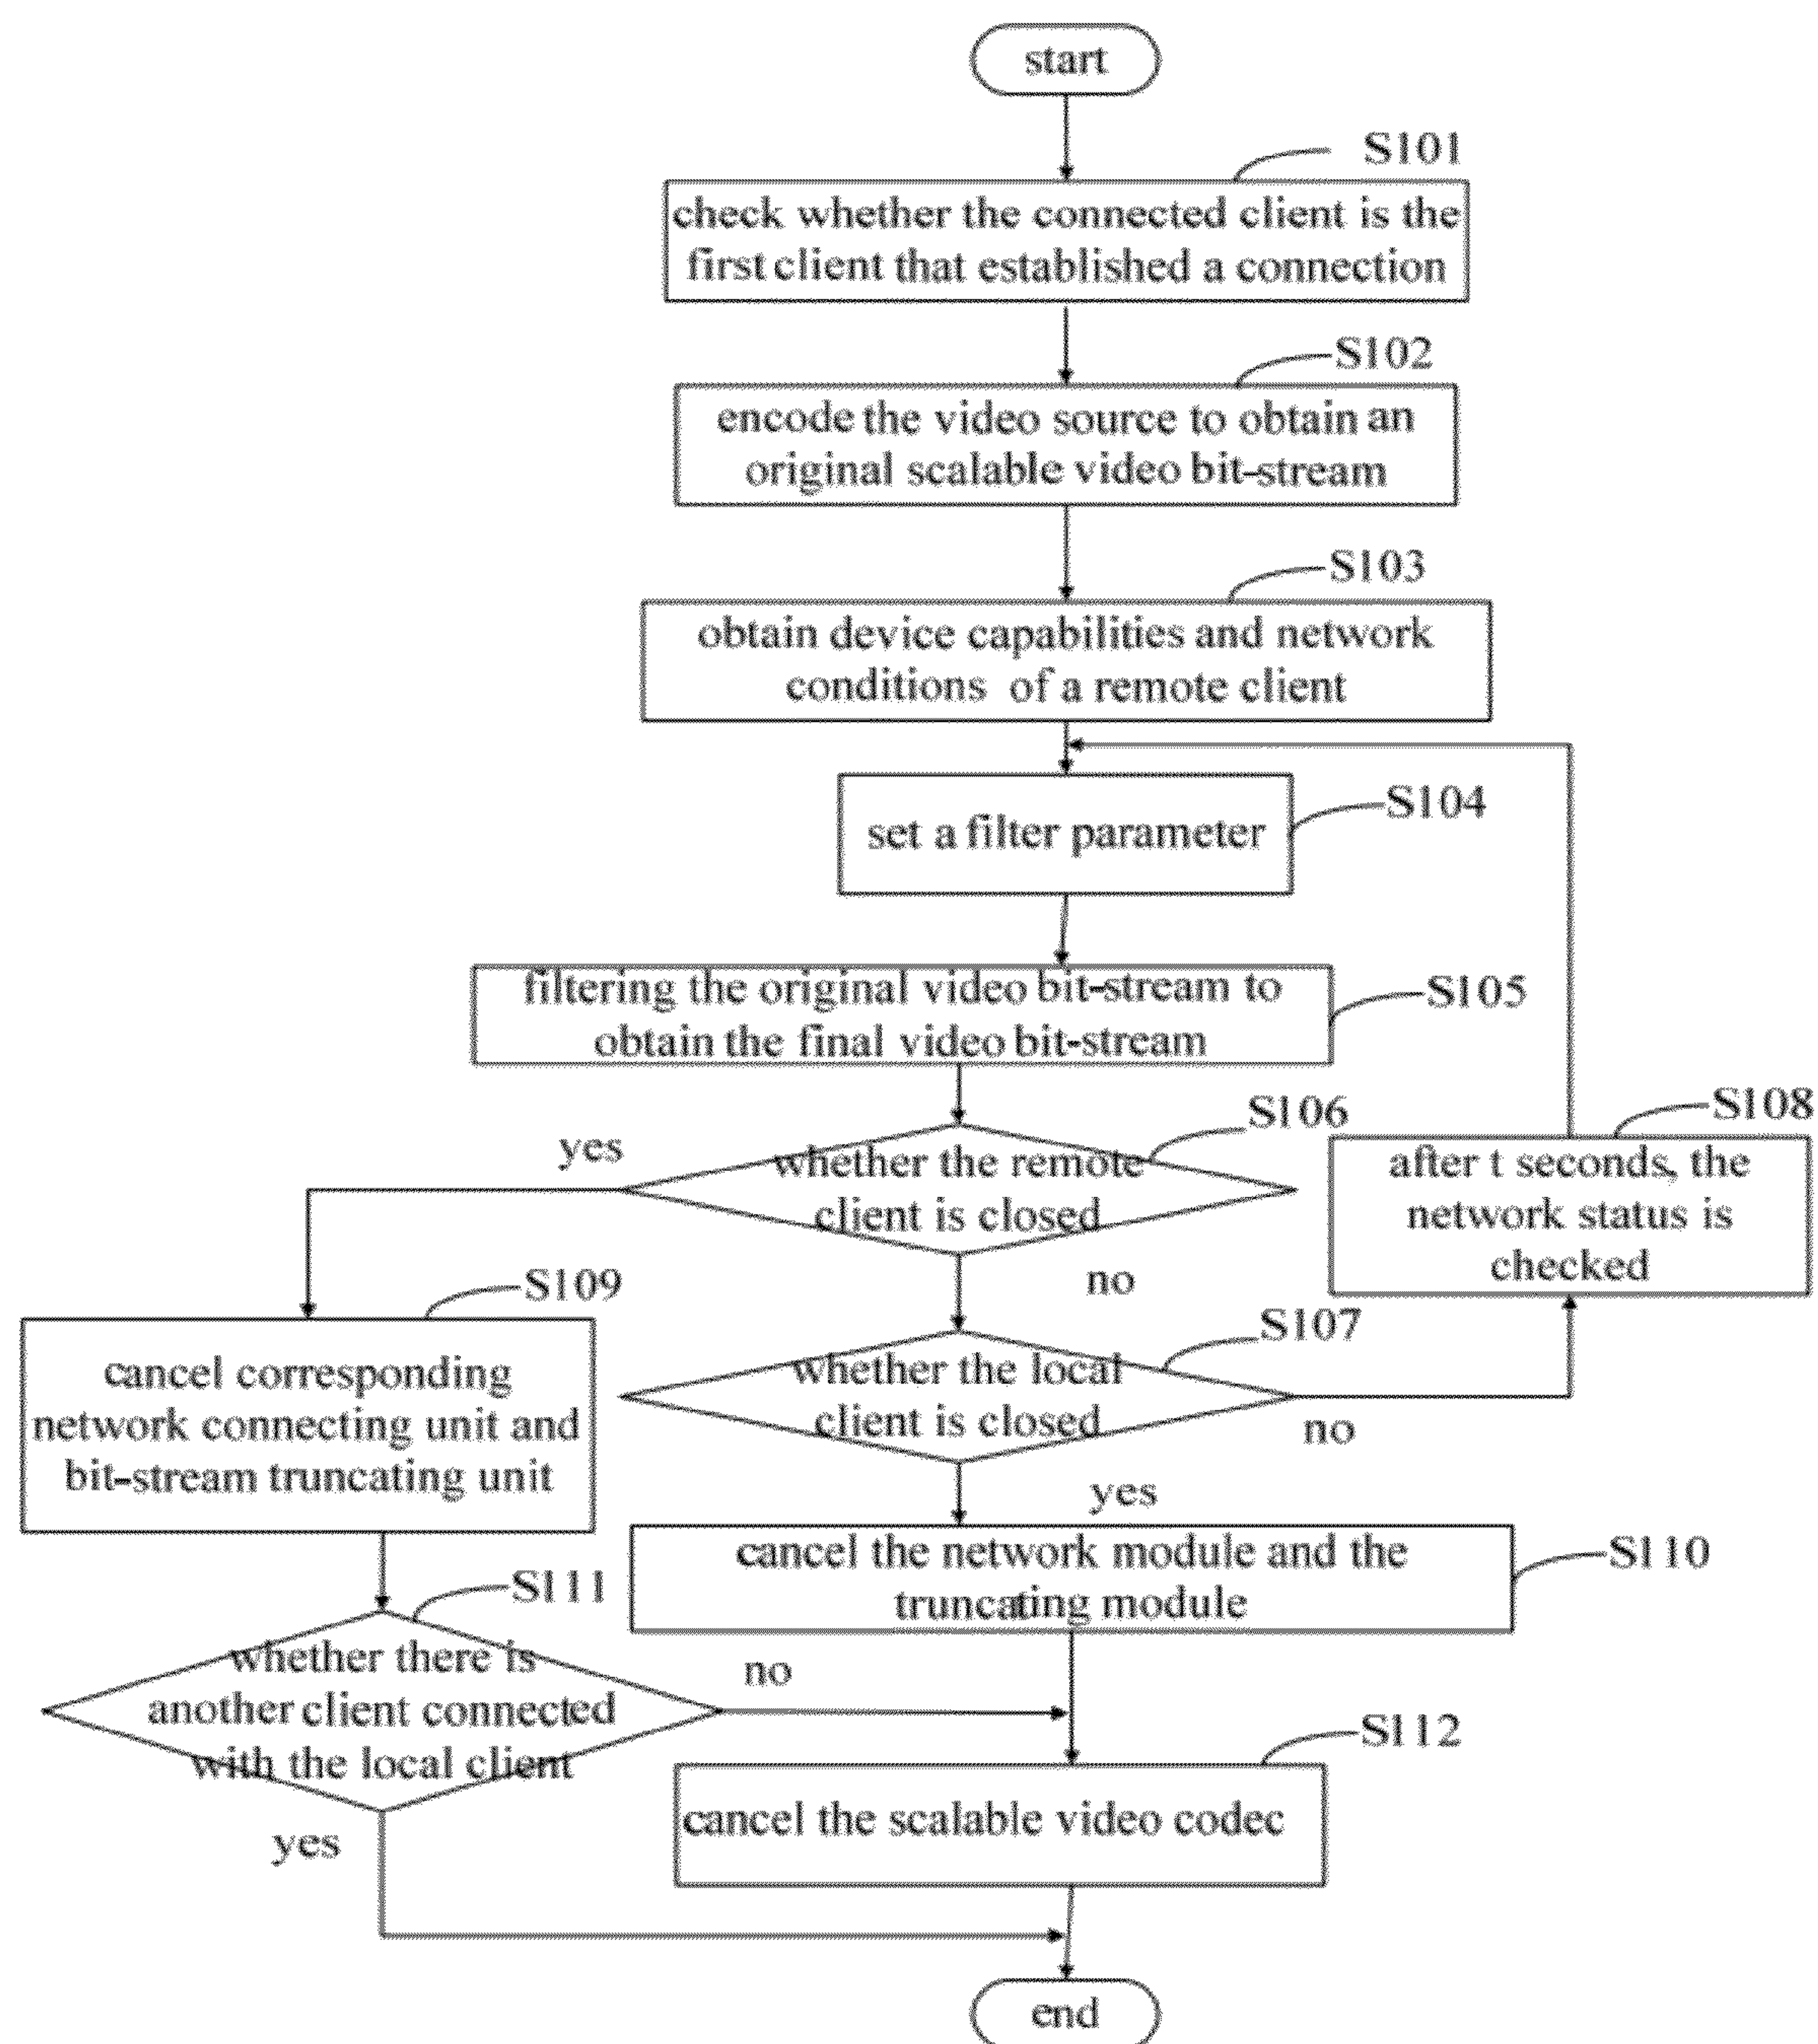 start
S101
check whether the connected client is the
first client that established a connection
S102
encode the video source to obtain an
original scalable video bit-stream
S103
obtain device capabilities and network
conditions of a remote client
S104
set a filter parameter
S105
filtering the original video bit-stream to
obtain the final video bit-stream
S106
yes
whether the remote
client is closed
no
S108
after t seconds, the
network status is
checked
S109
cancel corresponding
network connecting unit and
bit-stream truncating unit
S107
whether the local
client is closed
no
yes
S110
cancel the network module and the
truncating module
S111
whether there is
another client connected
with the local client
no
yes
S112
cancel the scalable video codec
end